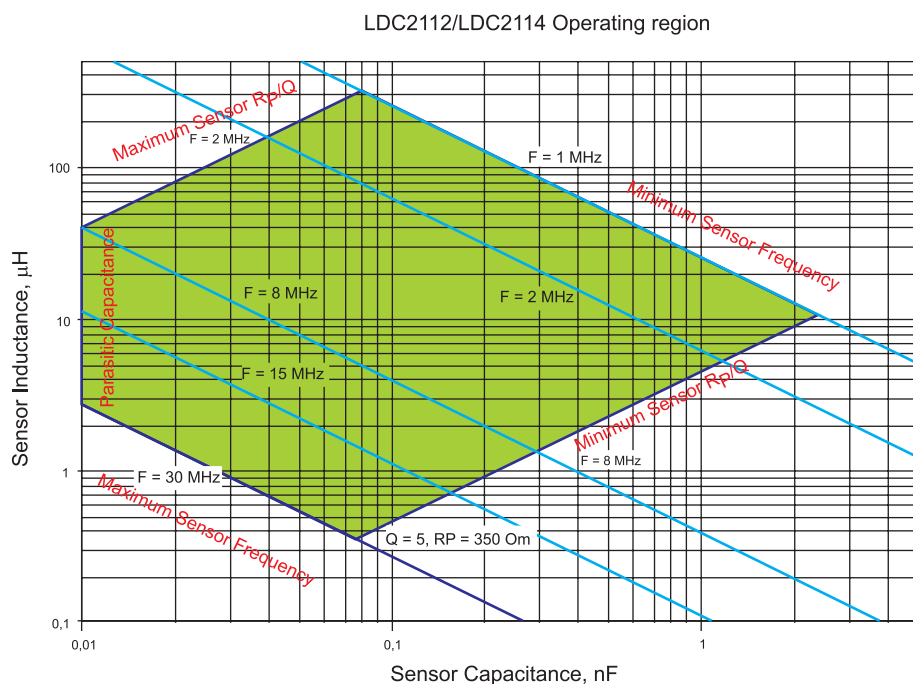 LDC2112/LDC2114 Operating region
Maximum Sensor RP/Q
F = 2 MHz
F = 1 MHz
100
Minimum Sensor Frequency
Parasitic Capacitance
F = 8 MHz
F = 2 MHz
10
F = 15 MHz
Minimum Sensor RP/Q
Sensor Inductance, μH
F = 8 MHz
1
F = 30 MHz
Maximum Sensor Frequency
Q = 5, RP = 350 Om
0,1
0,01
0,1
1
Sensor Capacitance, nF